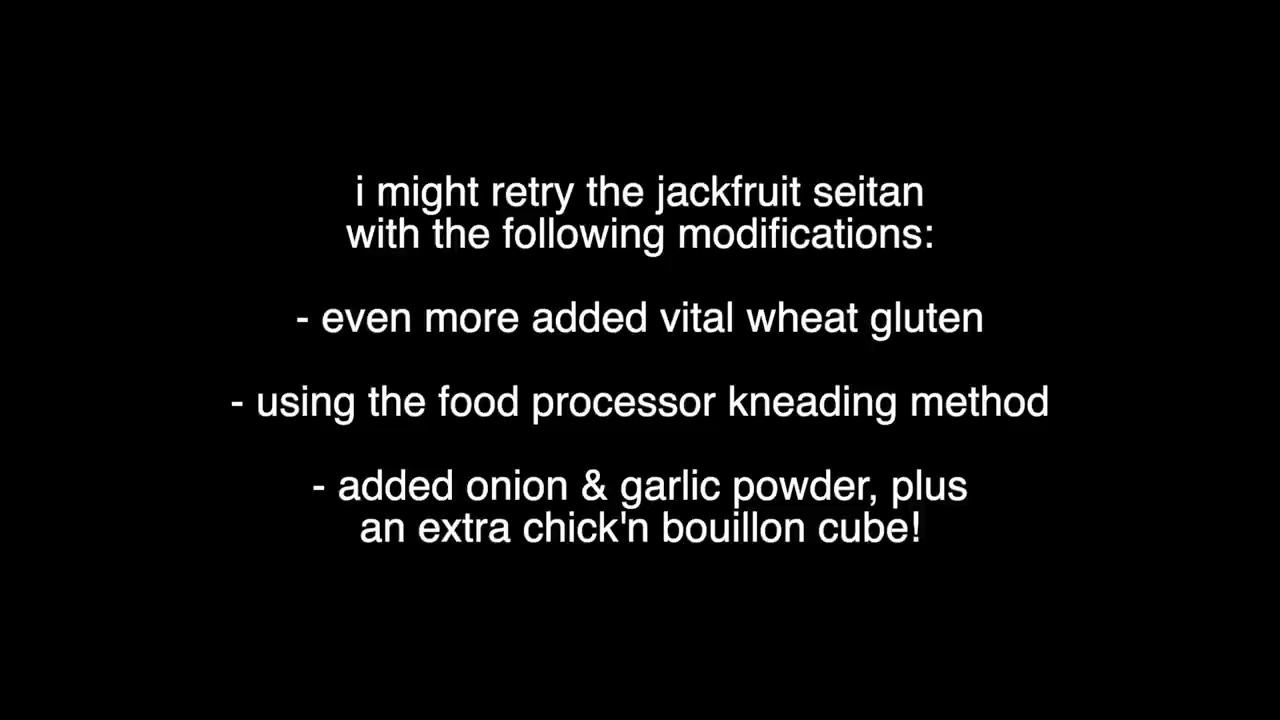 i might retry the jackfruit seitan
with the following modifications:
- even more added vital wheat gluten
- using the food processor kneading method
- added onion & garlic powder, plus
an extra chick'n bouillon cube!